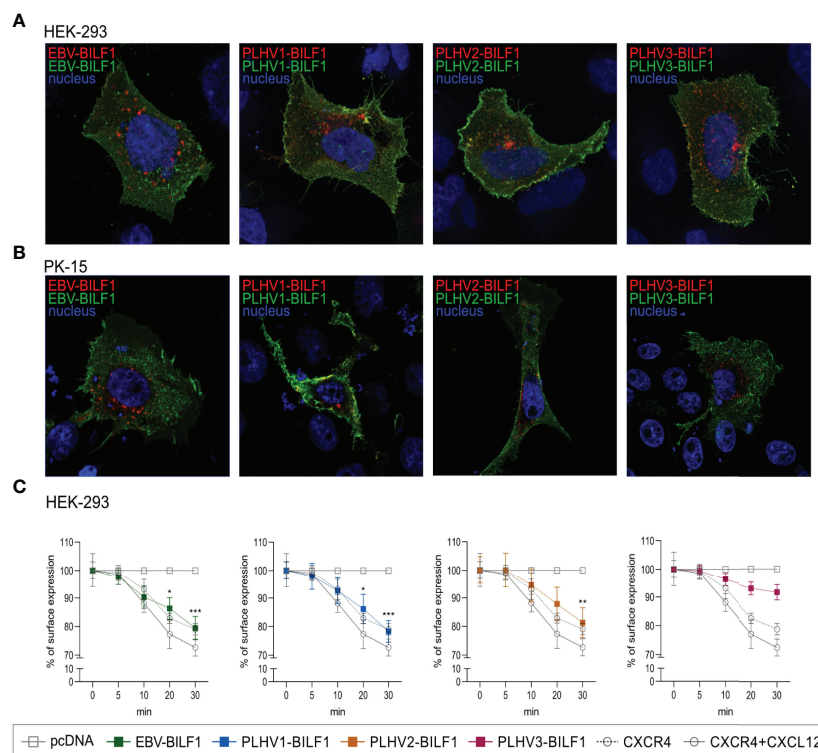 A
HEK-293
EBV-BILF1 PLHV1-BILF1 PLHV2-BILF1 PLHV3-BILF1
EBV-BILF1 PLHV1-BILF1 PLHV2-BILF1 PLHV3-BILF1
nucleus nucleus nucleus nucleus
B
PK-15
EBV-BILF1 PLHV1-BILF1 PLHV2-BILF1 PLHV3-BILF1
EBV-BILF1 PLHV1-BILF1 PLHV2-BILF1 PLHV3-BILF1
nucleus nucleus nucleus nucleus
C
HEK-293
% of surface expression
110
100
90
80
70
10
0
* ***
0 5 10 20 30
min
% of surface expression
110
100
90
80
70
10
0
* ***
0 5 10 20 30
min
% of surface expression
110
100
90
80
70
10
0
**
0 5 10 20 30
min
% of surface expression
110
100
90
80
70
10
0
0 5 10 20 30
min
pcDNA EBV-BILF1 PLHV1-BILF1 PLHV2-BILF1 PLHV3-BILF1 CXCR4 CXCR4+CXCL12